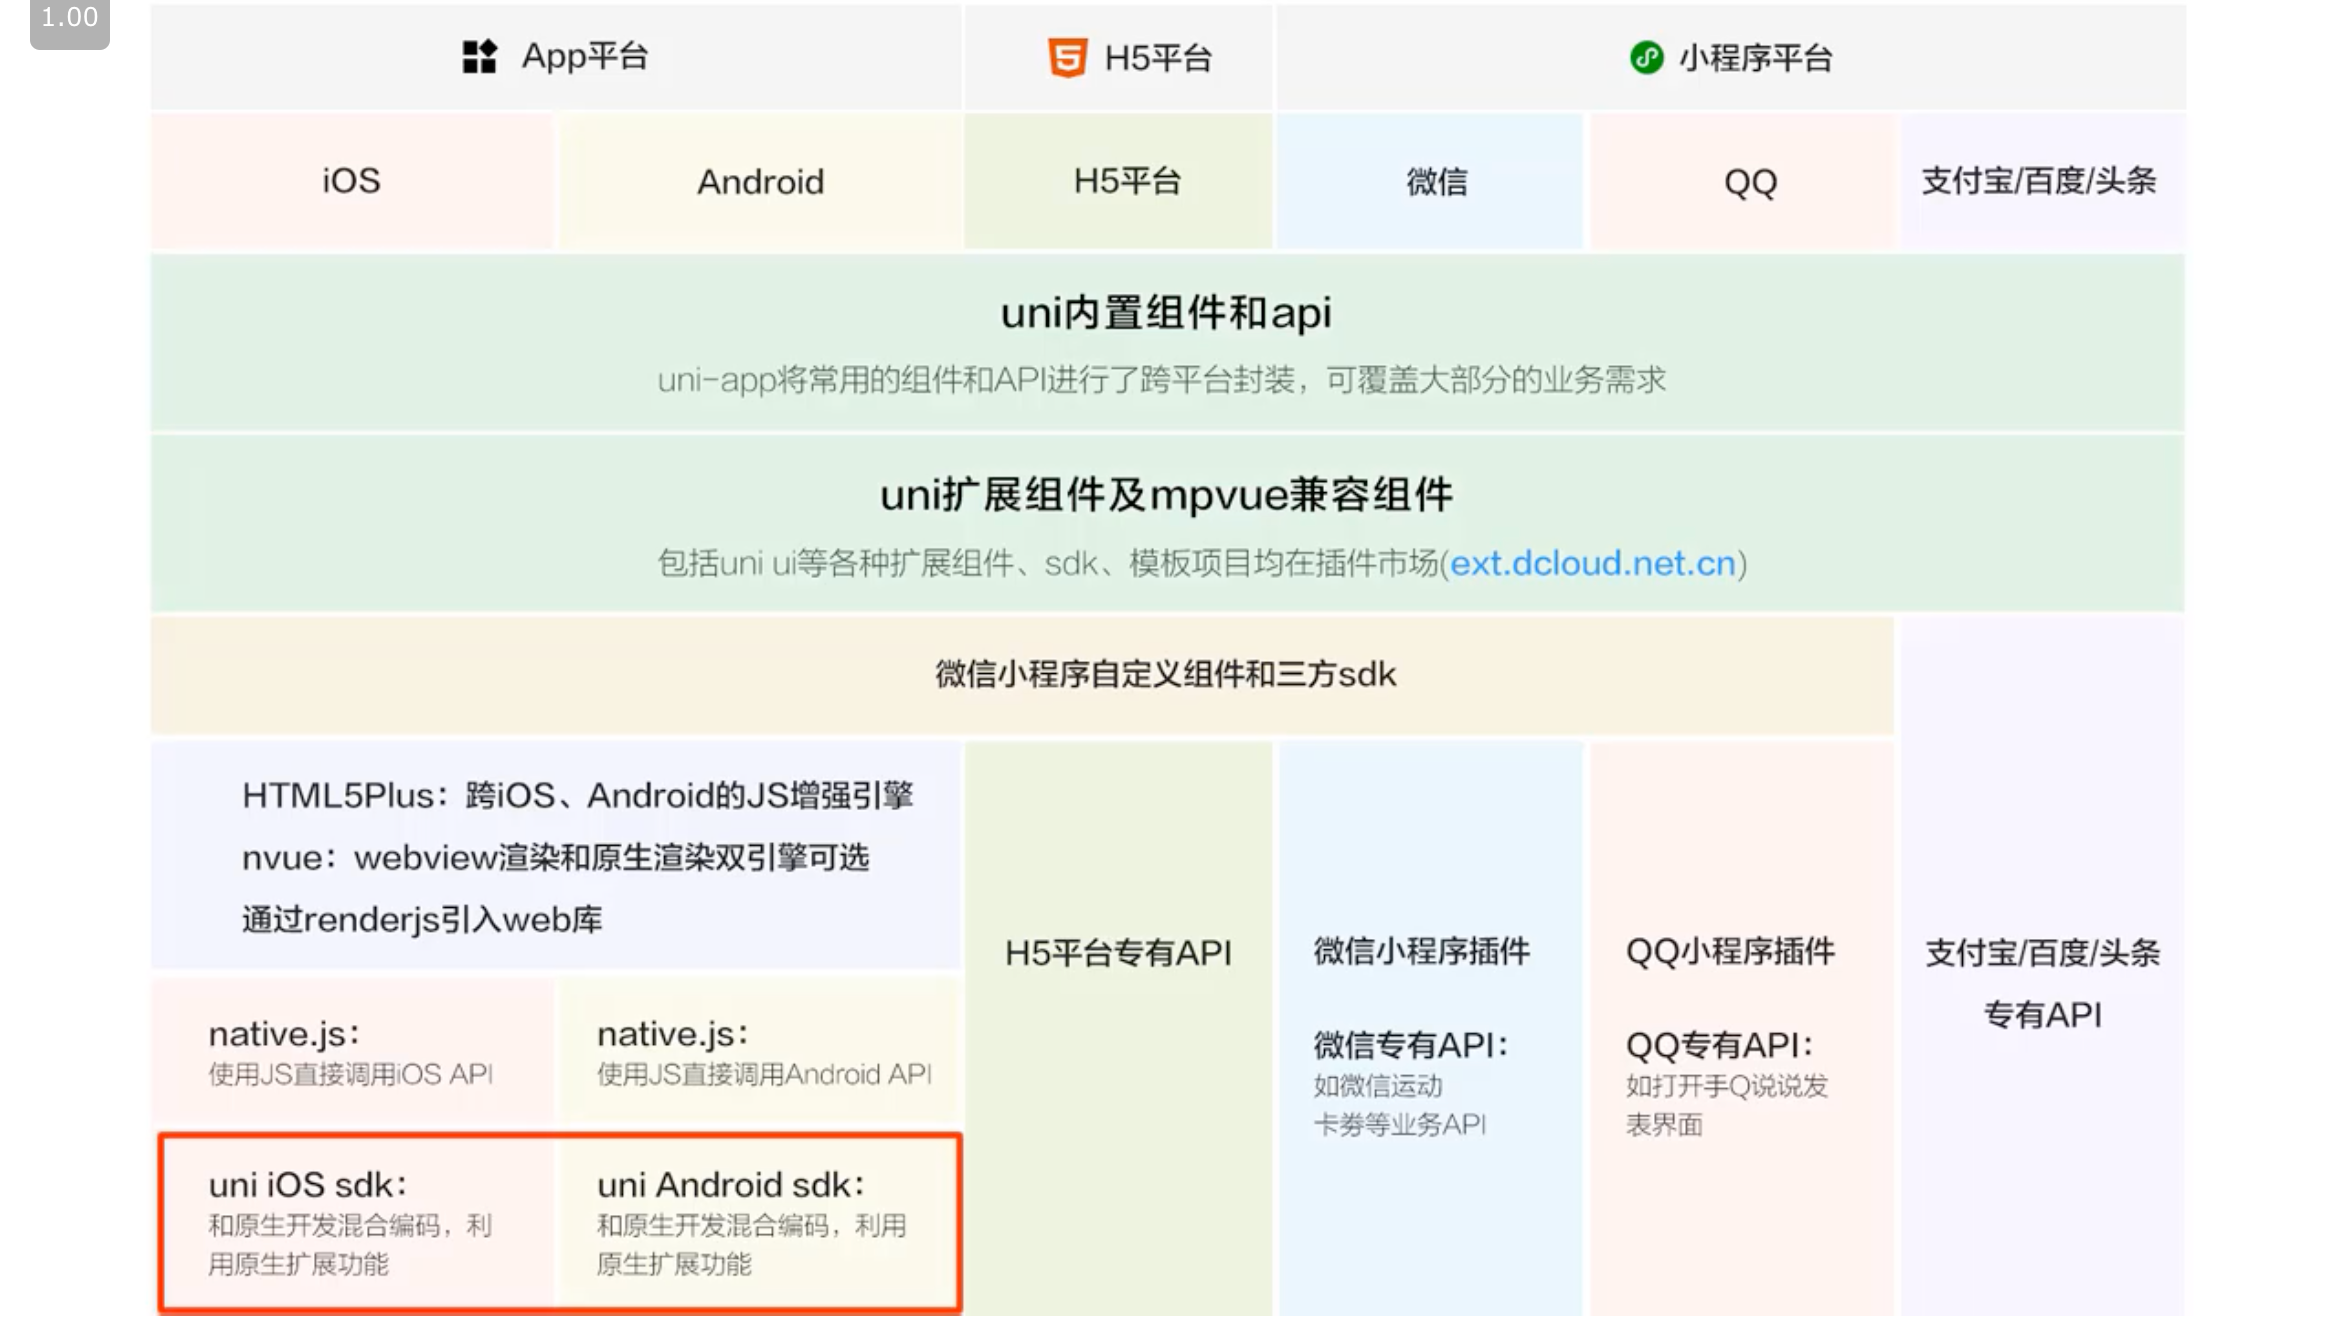 1.00
App平台
H5平台
小程序平台
iOS
Android
H5平台
微信
QQ
支付宝/百度/头条
uni内置组件和api
uni-app将常用的组件和API进行了跨平台封装，可覆盖大部分的业务需求
uni扩展组件及mpvue兼容组件
包括uni ui等各种扩展组件、sdk、模板项目均在插件市场(ext.dcloud.net.cn)
微信小程序自定义组件和三方sdk
HTML5Plus：跨iOS、Android的JS增强引擎
nvue：webview渲染和原生渲染双引擎可选
通过renderjs引入web库
native.js：
使用JS直接调用iOS API
native.js：
使用JS直接调用Android API
uni iOS sdk：
和原生开发混合编码，利
用原生扩展功能
uni Android sdk：
和原生开发混合编码，利用
原生扩展功能
H5平台专有API
微信小程序插件
微信专有API：
如微信运动
卡券等业务API
QQ小程序插件
QQ专有API：
如打开手Q说说发
表界面
支付宝/百度/头条
专有API